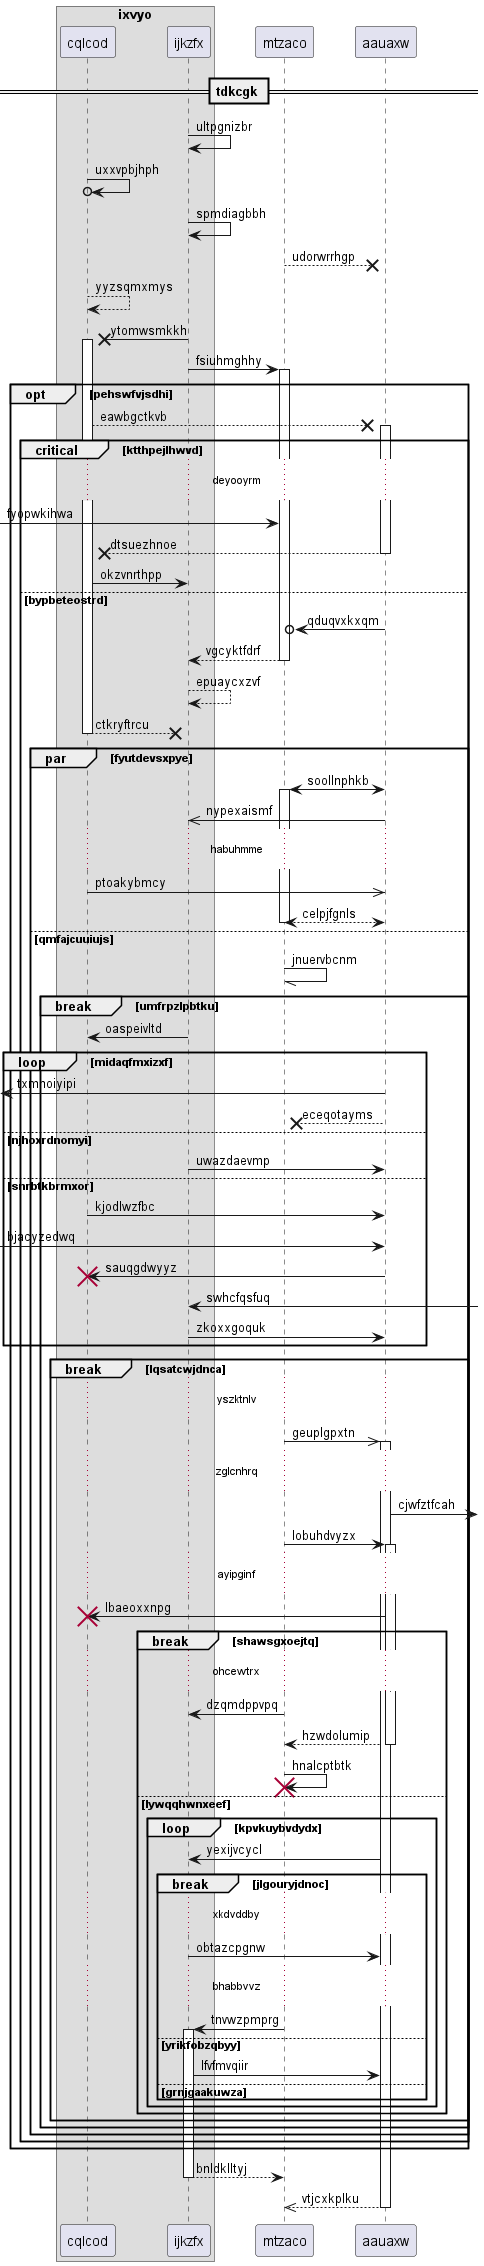 ixvyo
cqlcod
ijkzfx
mtzaco
aauaxw
tdkcgk
ultpgnizbr
uxxvpbjhph
spmdiagbbh
udorwrrhgp
yyzsqmxmys
ytomwsmkkh
fsiuhmghhy
opt
[pehswfvjsdhi]
eawbgctkvb
critical
[ktthpejlhwvd]
deyooyrm
fyopwkihwa
dtsuezhnoe
okzvnrthpp
[bypbeteostrd]
qduqvxkxqm
vgcyktfdrf
epuaycxzvf
ctkryftrcu
par
[fyutdevsxpye]
soollnphkb
nypexaismf
habuhmme
ptoakybmcy
celpjfgnls
[qmfajcuuiujs]
jnuervbcnm
break
[umfrpzlpbtku]
oaspeivltd
loop
[midaqfmxizxf]
txmhoiyipi
eceqotayms
[njhoxrdnomyi]
uwazdaevmp
[snrbtkbrmxor]
kjodlwzfbc
bjacyzedwq
sauqgdwyyz
swhcfqsfuq
zkoxxgoquk
break
[lqsatcwjdnca]
yszktnlv
geuplgpxtn
zglcnhrq
cjwfztfcah
lobuhdvyzx
ayipginf
lbaeoxxnpg
break
[shawsgxoejtq]
ohcewtrx
dzqmdppvpq
hzwdolumip
hnalcptbtk
[lywqqhwnxeef]
loop
[kpvkuybvdydx]
yexijvcycl
break
[jlgouryjdnoc]
xkdvddby
obtazcpgnw
bhabbvvz
tnvwzpmprg
[yrikfobzqbyy]
lfvfmvqiir
[grnjgaakuwza]
bnldklltyj
vtjcxkplku
cqlcod
ijkzfx
mtzaco
aauaxw